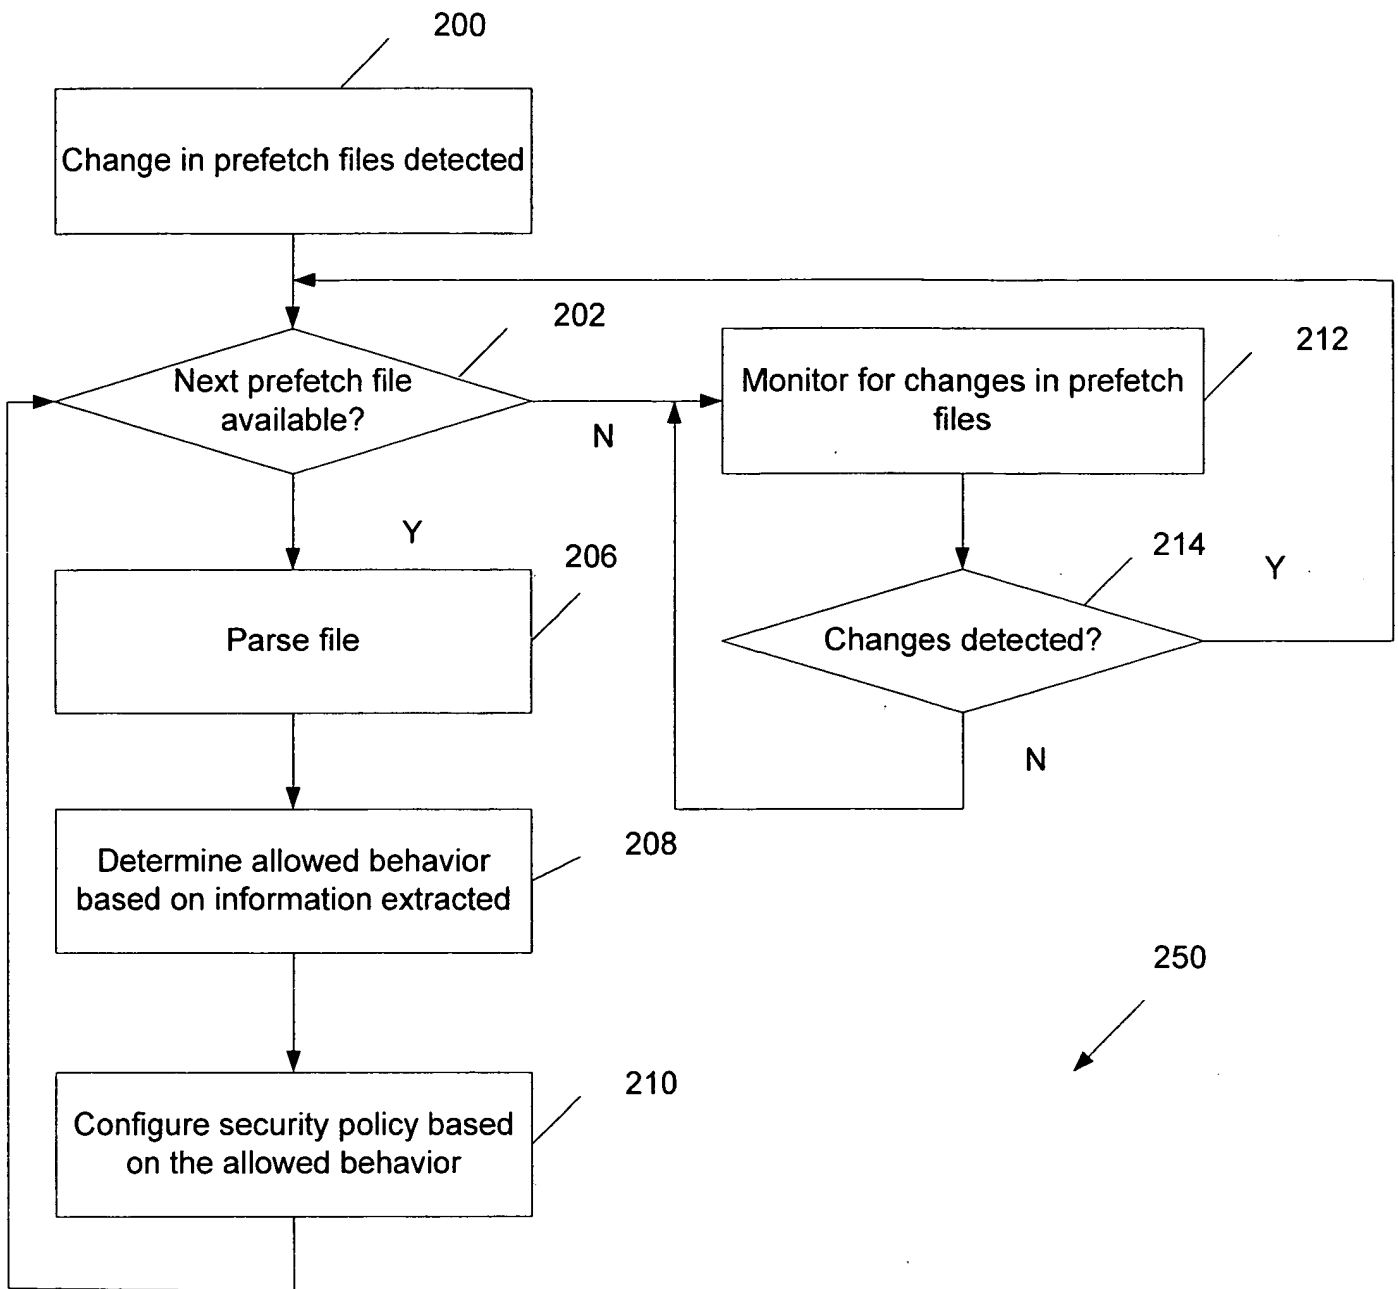 200
Change in prefetch files detected
202
Next prefetch file
available?
N
Y
212
Monitor for changes in prefetch
files
214
Y
Changes detected?
N
206
Parse file
208
Determine allowed behavior
based on information extracted
250
210
Configure security policy based
on the allowed behavior